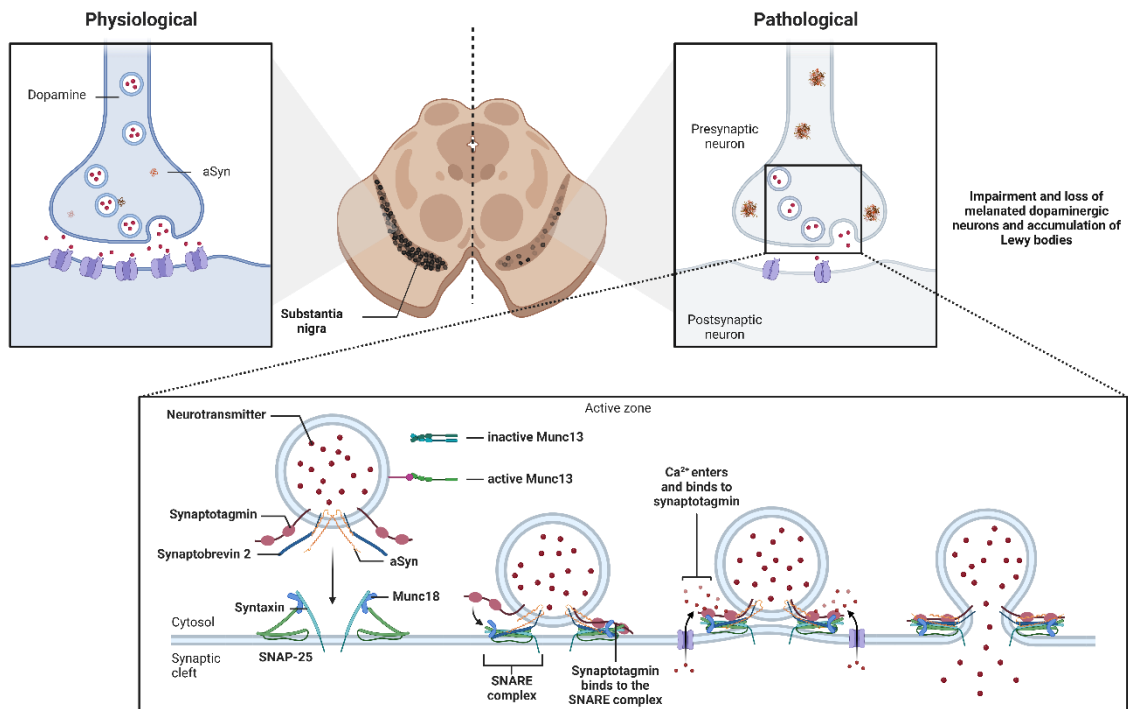 Physiological
Pathological
Dopamine
aSyn
Substantia
nigra
Presynaptic
neuron
Postsynaptic
neuron
Impairment and loss of
melanated dopaminergic
neurons and accumulation of
Lewy bodies
Active zone
Neurotransmitter
inactive Munc13
active Munc13
Synaptotagmin
Synaptobrevin 2
aSyn
Ca²⁺ enters
and binds to
synaptotagmin
Syntaxin
Munc18
Cytosol
Synaptic
cleft
SNAP-25
SNARE
complex
Synaptotagmin
binds to the
SNARE complex